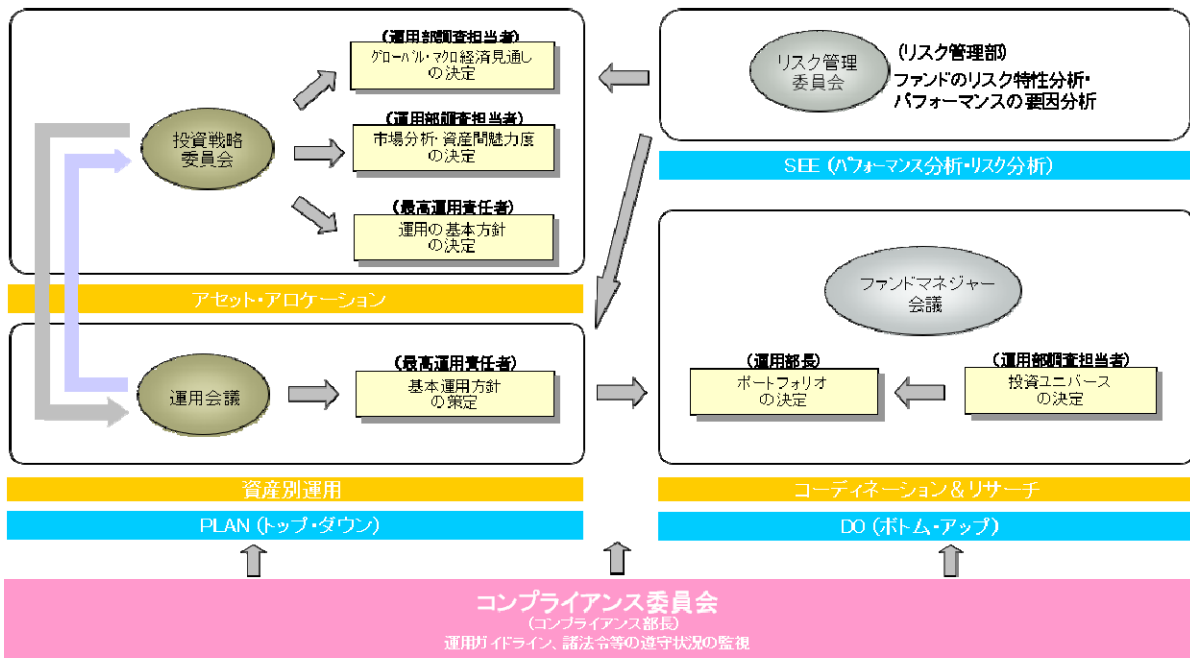 投資戦略
委員会
(運用部調査担当者)
グローバル・マクロ経済見通し
の決定
(運用部調査担当者)
市場分析・資産間魅力度
の決定
(最高運用責任者)
運用の基本方針
の決定
アセット・アロケーション
運用会議
(最高運用責任者)
基本運用方針
の策定
資産別運用
PLAN (トップ・ダウン)
リスク管理
委員会
(リスク管理部)
ファンドのリスク特性分析・
パフォーマンスの要因分析
SEE (パフォーマンス分析・リスク分析)
ファンドマネジャー
会議
(運用部長)
ポートフォリオ
の決定
(運用部調査担当者)
投資ユニバース
の決定
コーディネーション&リサーチ
DO (ボトム・アップ)
コンプライアンス委員会
(コンプライアンス部長)
運用ガイドライン、諸法令等の遵守状況の監視